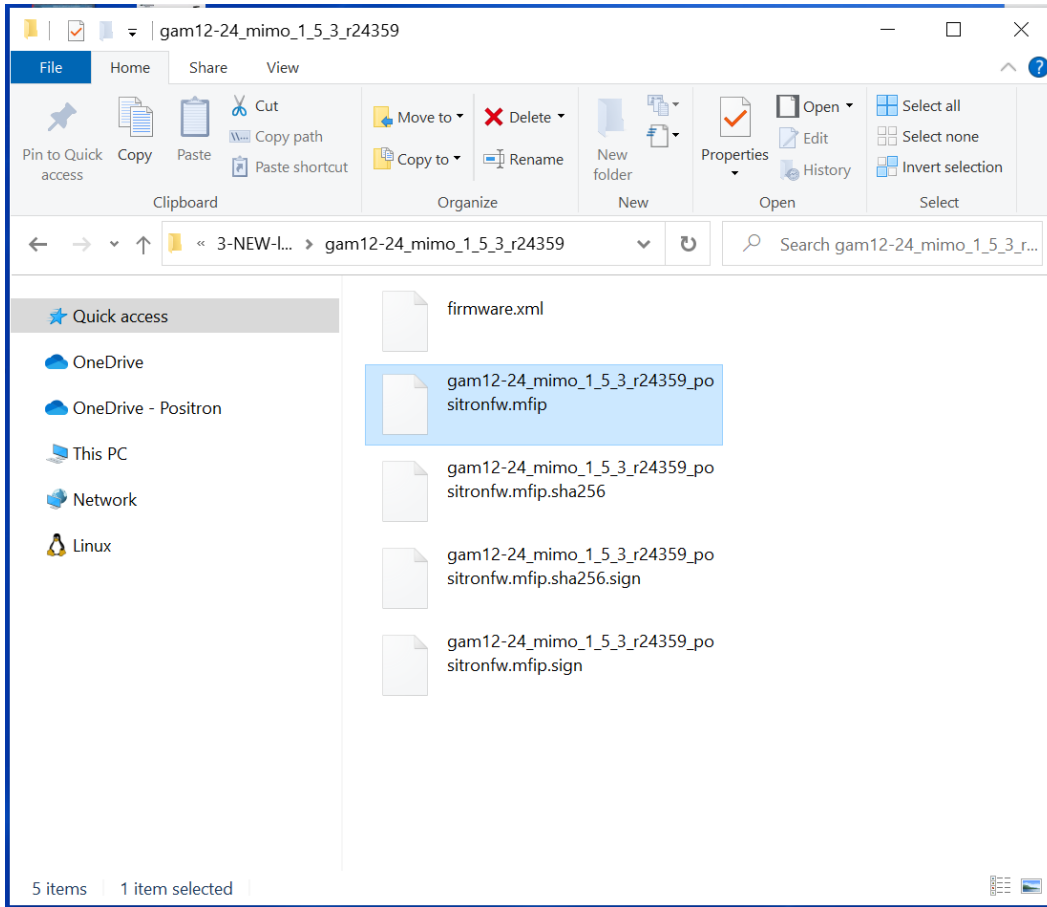 gam12-24_mimo_1_5_3_r24359
File Home Share View
?
Pin to Quick access
Copy
Paste
Cut
W... Copy path
Paste shortcut
Clipboard
Move to
Copy to
Delete
Rename
Organize
New folder
New
Properties
Open
Edit
History
Open
Select all
Select none
Invert selection
Select
« 3-NEW-l... > gam12-24_mimo_1_5_3_r24359
Search gam12-24_mimo_1_5_3_r...
Quick access
OneDrive
OneDrive - Positron
This PC
Network
Linux
firmware.xml
gam12-24_mimo_1_5_3_r24359_po
sitronfw.mfip
gam12-24_mimo_1_5_3_r24359_po
sitronfw.mfip.sha256
gam12-24_mimo_1_5_3_r24359_po
sitronfw.mfip.sha256.sign
gam12-24_mimo_1_5_3_r24359_po
sitronfw.mfip.sign
5 items 1 item selected